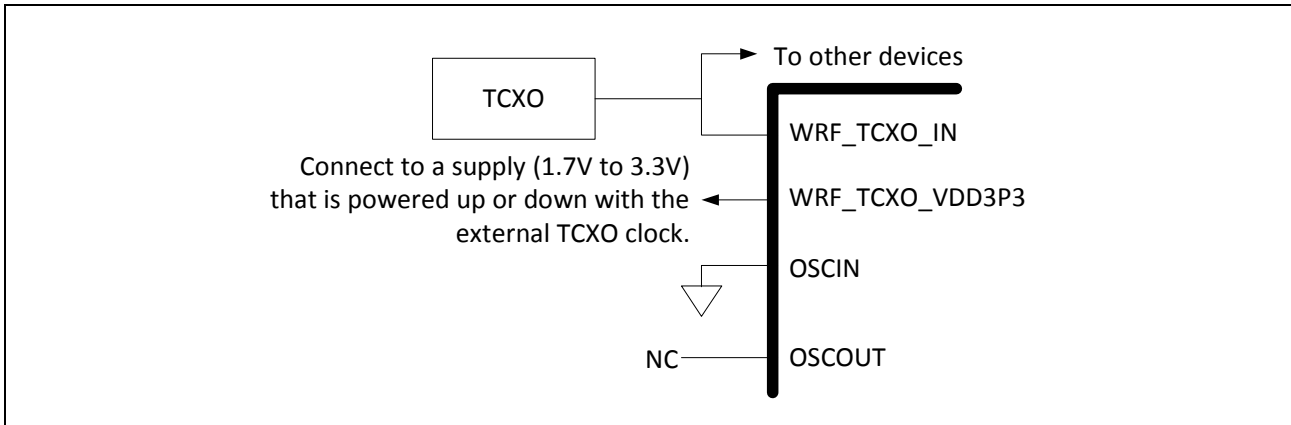 To other devices
TCXO
WRF_TCXO_IN
Connect to a supply (1.7V to 3.3V)
that is powered up or down with the
external TCXO clock.
WRF_TCXO_VDD3P3
OSCIN
NC
OSCOUT